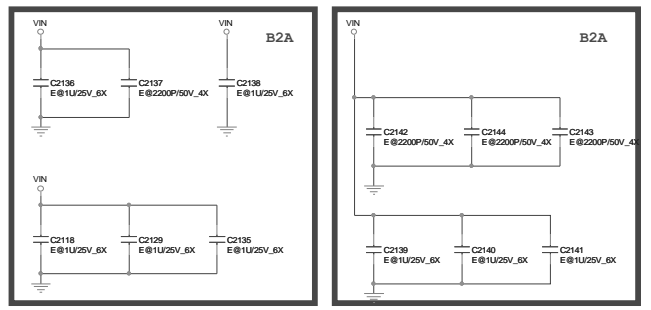 VIN
VIN
B2A
C2136
E@1U/25V_6X
C2137
E@2200P/50V_4X
C2138
E@1U/25V_6X
VIN
C2118
E@1U/25V_6X
C2129
E@1U/25V_6X
C2135
E@1U/25V_6X
VIN
B2A
C2142
E@2200P/50V_4X
C2144
E@2200P/50V_4X
C2143
E@2200P/50V_4X
C2139
E@1U/25V_6X
C2140
E@1U/25V_6X
C2141
E@1U/25V_6X